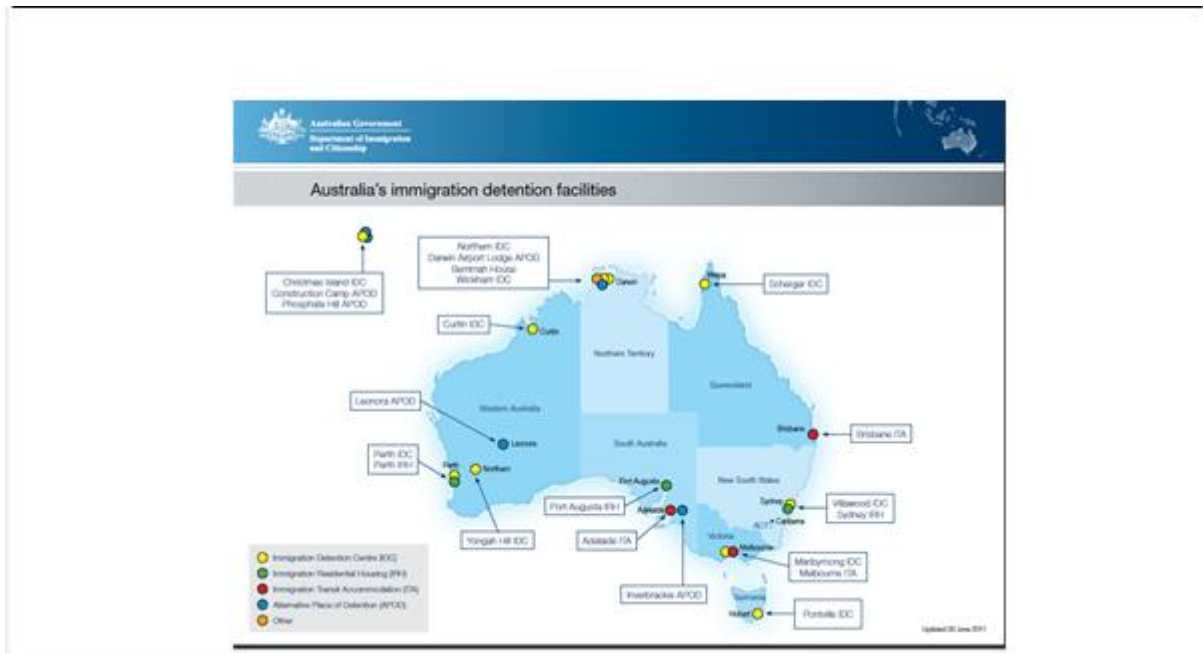 Australian Government
Department of Immigration
and Citizenship
Australia's immigration detention facilities
Northern IDC
Darwin Airport Lodge APOD
Berrimah House
Wickham IDC
Christmas Island IDC
Construction Camp APOD
Phosphate Hill APOD
Darwin
Weipa
Scherger IDC
Curtin IDC
Curtin
Northern Territory
Queensland
Leonora APOD
Western Australia
Leonora
South Australia
Brisbane
Brisbane ITA
Perth IDC
Perth IRH
Perth
Northam
Port Augusta
New South Wales
Port Augusta IRH
Sydney
Villawood IDC
Sydney IRH
Adelaide
ACT
Canberra
Yongah Hill IDC
Adelaide ITA
Victoria
Melbourne
Maribyrnong IDC
Melbourne ITA
Immigration Detention Centre (IDC)
Immigration Residential Housing (IRH)
Immigration Transit Accommodation (ITA)
Alternative Place of Detention (APOD)
Other
Inverbrackie APOD
Tasmania
Hobart
Pontville IDC
Updated 20 June 2011